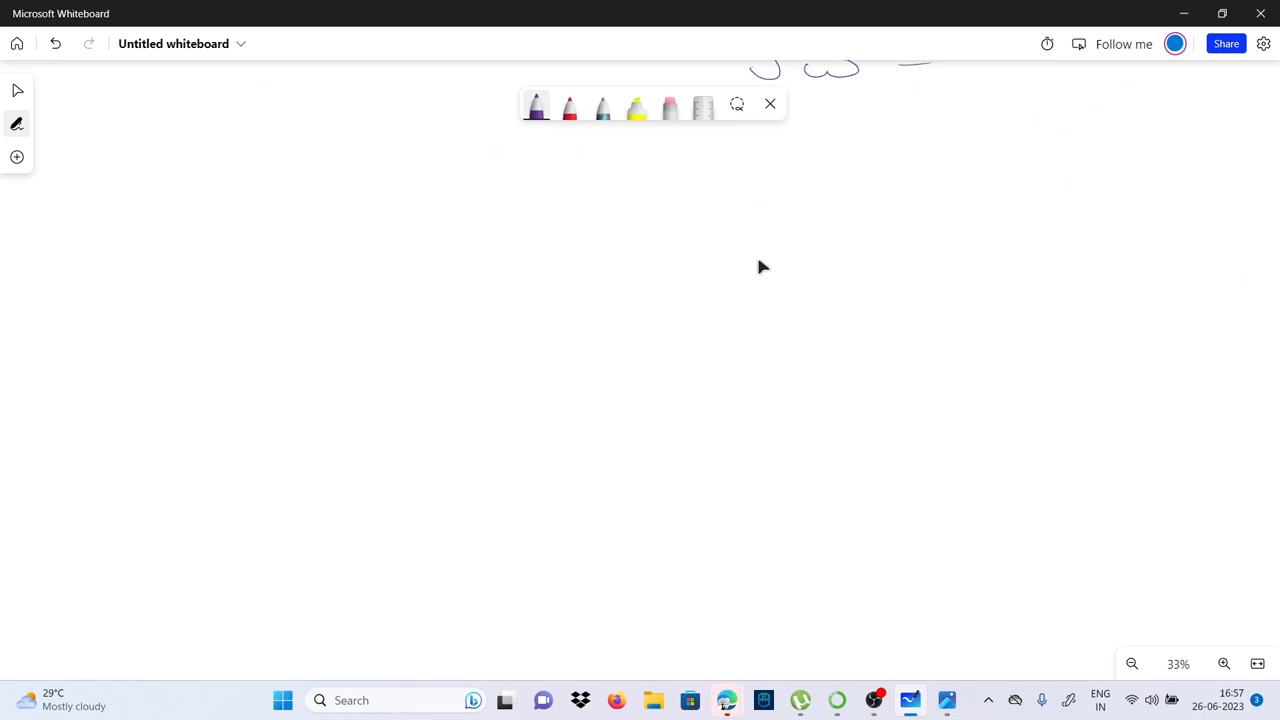 Microsoft Whiteboard
Untitled whiteboard
Follow me
Share
33%
29°C
Mostly cloudy
Search
ENG
IN
16:57
26-06-2023
3